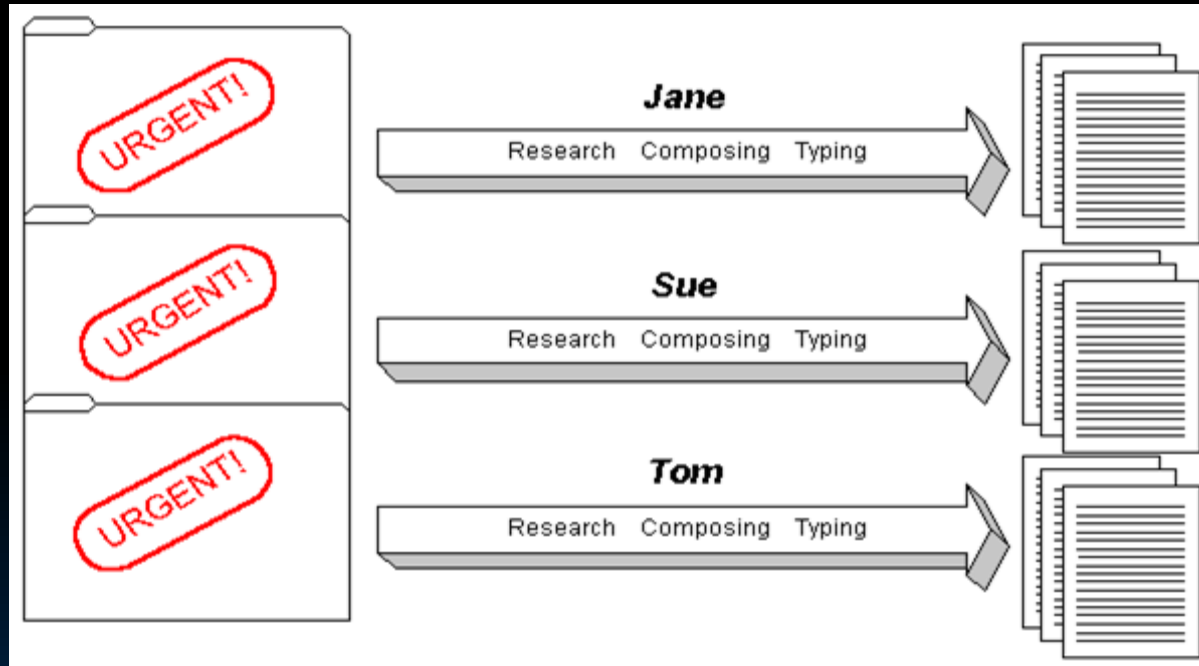 URGENT!
Jane
Research Composing Typing
URGENT!
Sue
Research Composing Typing
URGENT!
Tom
Research Composing Typing